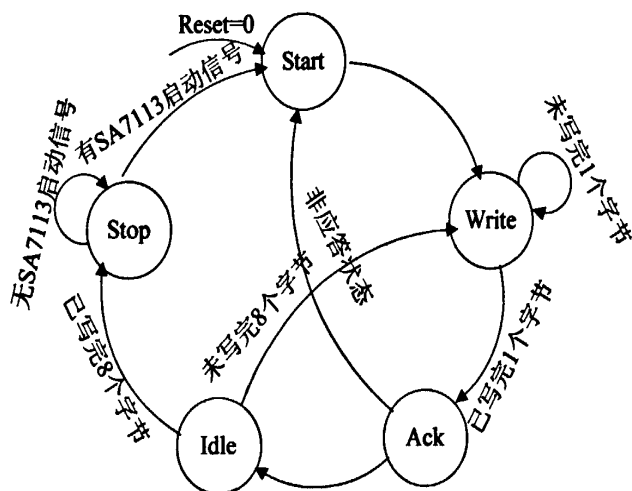 Reset=0
Start
有SA7113启动信号
无SA7113启动信号
Stop
未写完1个字节
Write
非应答状态
未写完8个字节
已写完8个字节
已写完1个字节
Idle
Ack